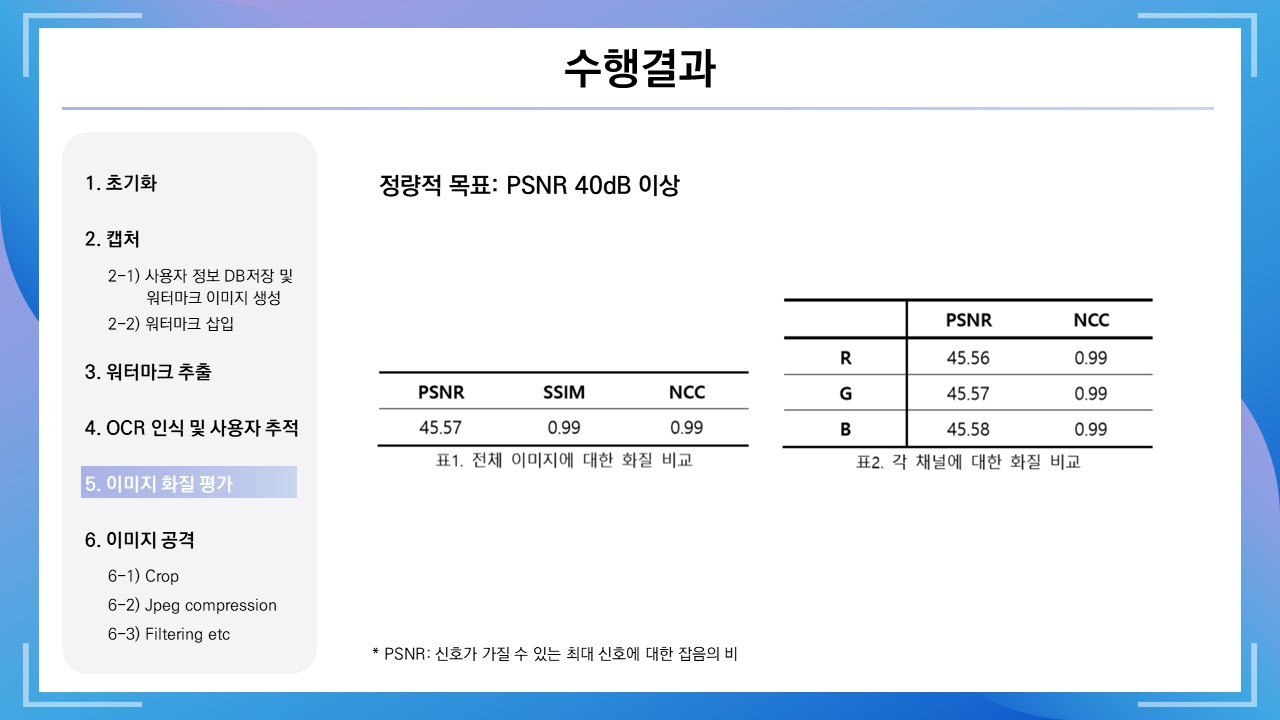 수행결과
1. 초기화
2. 캡처
2-1) 사용자 정보 DB저장 및
워터마크 이미지 생성
2-2) 워터마크 삽입
3. 워터마크 추출
4. OCR 인식 및 사용자 추적
5. 이미지 화질 평가
6. 이미지 공격
6-1) Crop
6-2) Jpeg compression
6-3) Filtering etc
정량적 목표: PSNR 40dB 이상
PSNR SSIM NCC
45.57 0.99 0.99
표1. 전체 이미지에 대한 화질 비교
PSNR NCC
R 45.56 0.99
G 45.57 0.99
B 45.58 0.99
표2. 각 채널에 대한 화질 비교
* PSNR: 신호가 가질 수 있는 최대 신호에 대한 잡음의 비